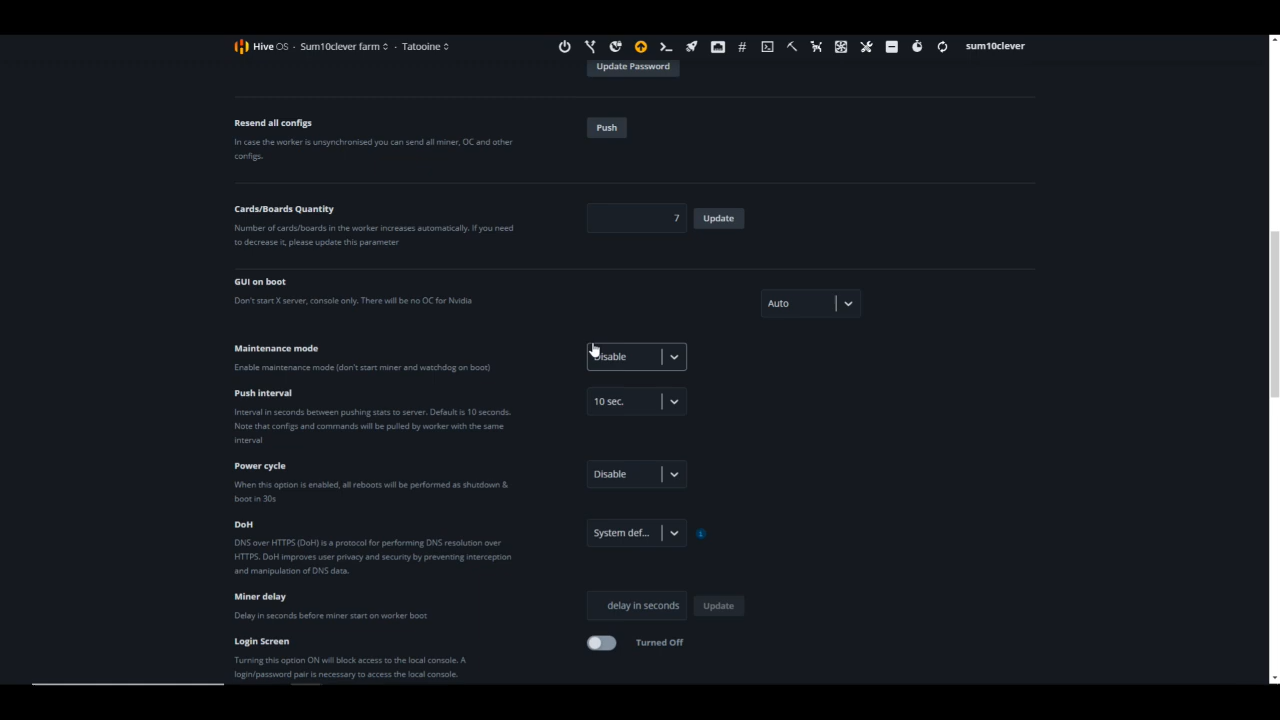 Hive OS · Sum10clever farm · Tatooine # sum10clever
Update Password
Resend all configs
Push
In case the worker is unsynchronised you can send all miner, OC and other
configs.
Cards/Boards Quantity
7 Update
Number of cards/boards in the worker increases automatically. If you need
to decrease it, please update this parameter
GUI on boot
Don't start X server, console only. There will be no OC for Nvidia
Auto
Maintenance mode
Disable
Enable maintenance mode (don't start miner and watchdog on boot)
Push interval
10 sec.
Interval in seconds between pushing stats to server. Default is 10 seconds.
Note that configs and commands will be pulled by worker with the same
interval
Power cycle
Disable
When this option is enabled, all reboots will be performed as shutdown &
boot in 30s
DoH
System def...
DNS over HTTPS (DoH) is a protocol for performing DNS resolution over
HTTPS. DoH improves user privacy and security by preventing interception
and manipulation of DNS data.
Miner delay
delay in seconds Update
Delay in seconds before miner start on worker boot
Login Screen
Turned Off
Turning this option ON will block access to the local console. A
login/password pair is necessary to access the local console.